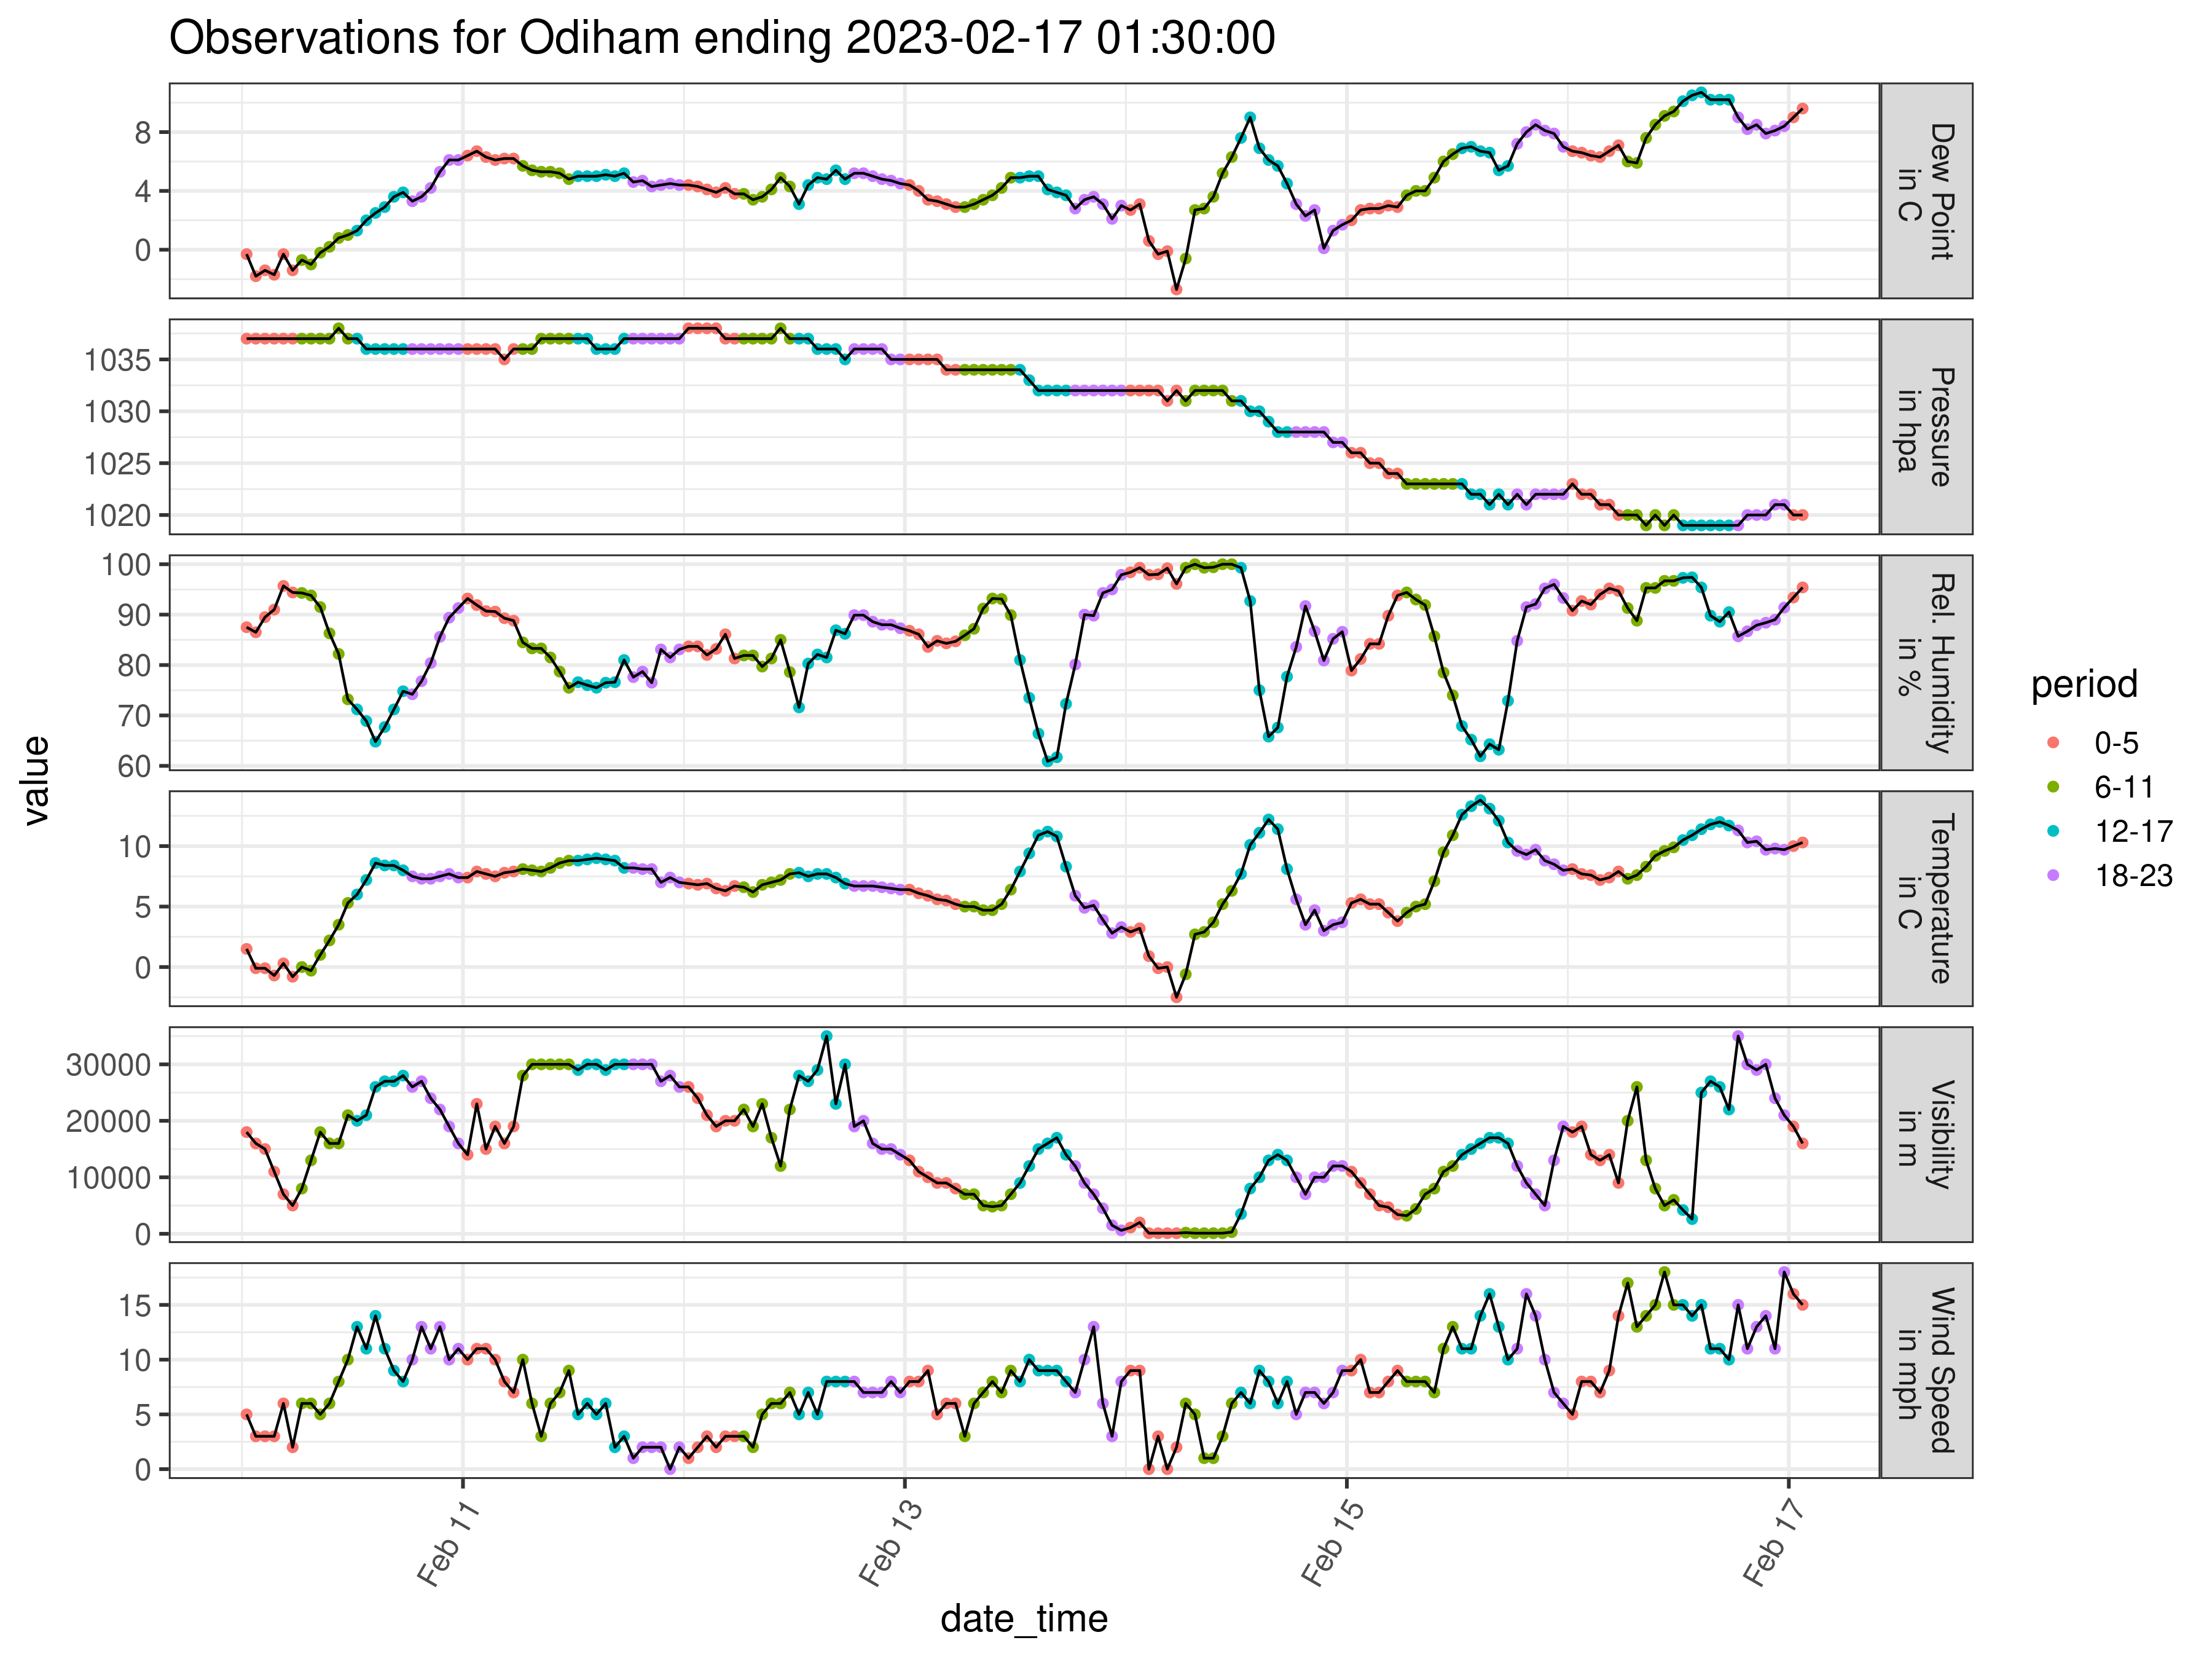 Observations for Odiham ending 2023-02-17 01:30:00
value
8
4
0
Dew Point
in C
1035
1030
1025
1020
Pressure
in hpa
100
90
80
70
60
Rel. Humidity
in %
10
5
0
Temperature
in C
30000
20000
10000
0
Visibility
in m
15
10
5
0
Wind Speed
in mph
Feb 11
Feb 13
Feb 15
Feb 17
date_time
period
0-5
6-11
12-17
18-23